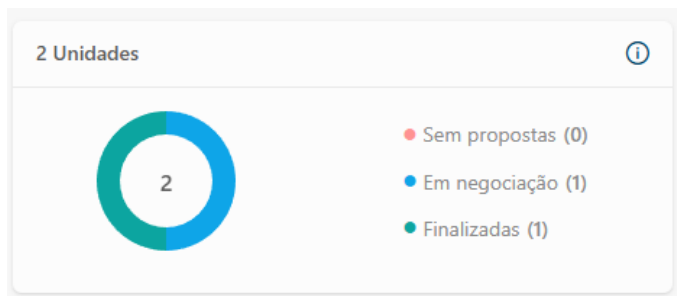 2 Unidades
2
Sem propostas (0)
Em negociação (1)
Finalizadas (1)